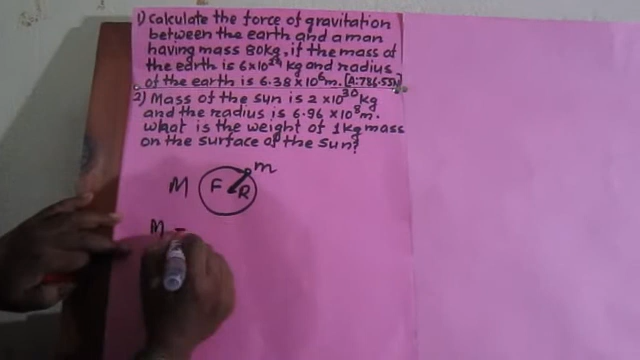 1) Calculate the force of gravitation
between the earth and a man
having mass 80kg, if the mass of
the earth is 6×10²⁴ kg and radius
of the earth is 6.38 × 10⁶m. [A:786.55N]
2) Mass of the sun is 2 ×10³⁰ kg
and the radius is 6.96 ×10⁸m.
What is the weight of 1kg mass
on the surface of the sun?
m
M F R
M =